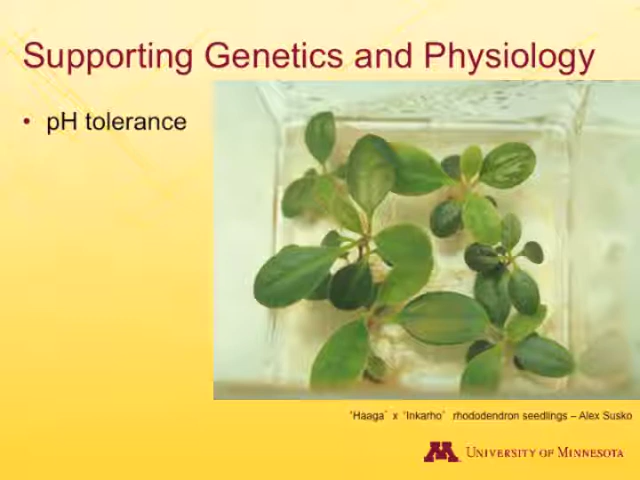 Supporting Genetics and Physiology
• pH tolerance
'Haaga' x 'Inkarho' rhododendron seedlings – Alex Susko
M UNIVERSITY OF MINNESOTA